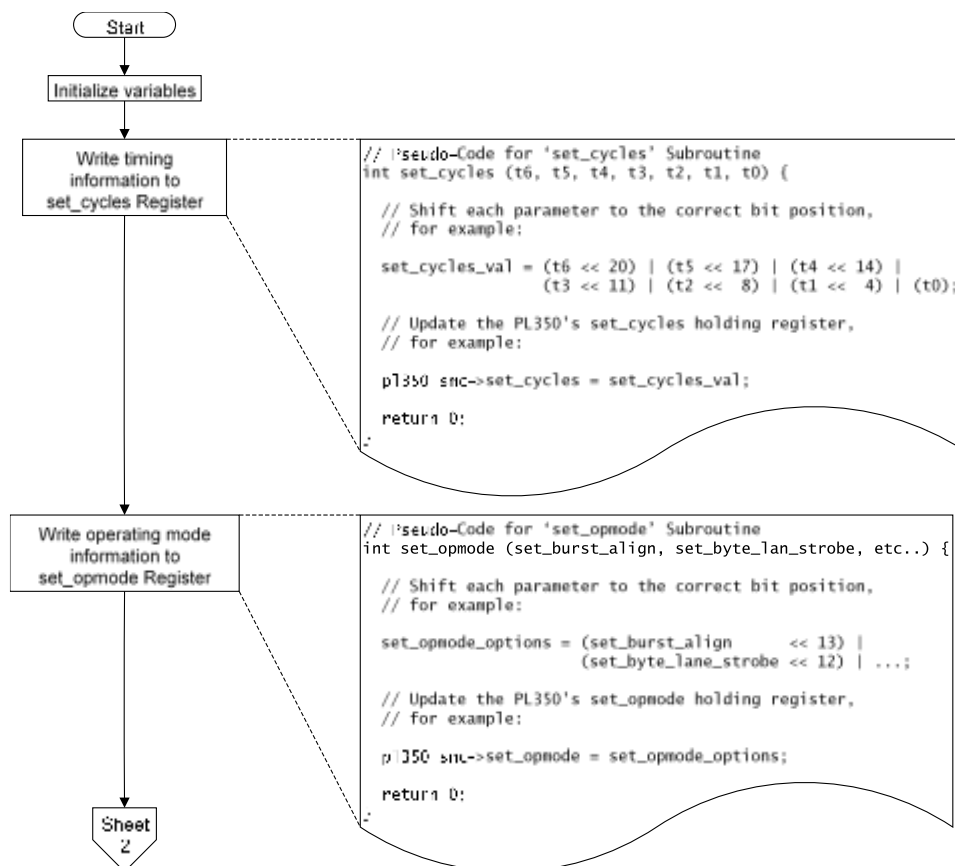 Start
Initialize variables
Write timing
information to
set_cycles Register
// Pseudo-Code for 'set_cycles' Subroutine
int set_cycles (t6, t5, t4, t3, t2, t1, t0) {
// Shift each parameter to the correct bit position,
// for example:
set_cycles_val = (t6 << 20) | (t5 << 17) | (t4 << 14) |
(t3 << 11) | (t2 << 8) | (t1 << 4) | (t0);
// Update the PL350's set_cycles holding register,
// for example:
pl350_smc->set_cycles = set_cycles_val;
return 0;
}
Write operating mode
information to
set_opmode Register
// Pseudo-Code for 'set_opmode' Subroutine
int set_opmode (set_burst_align, set_byte_lan_strobe, etc..) {
// Shift each parameter to the correct bit position,
// for example:
set_opmode_options = (set_burst_align << 13) |
(set_byte_lane_strobe << 12) | ...;
// Update the PL350's set_opmode holding register,
// for example:
pl350_smc->set_opmode = set_opmode_options;
return 0;
}
Sheet
2